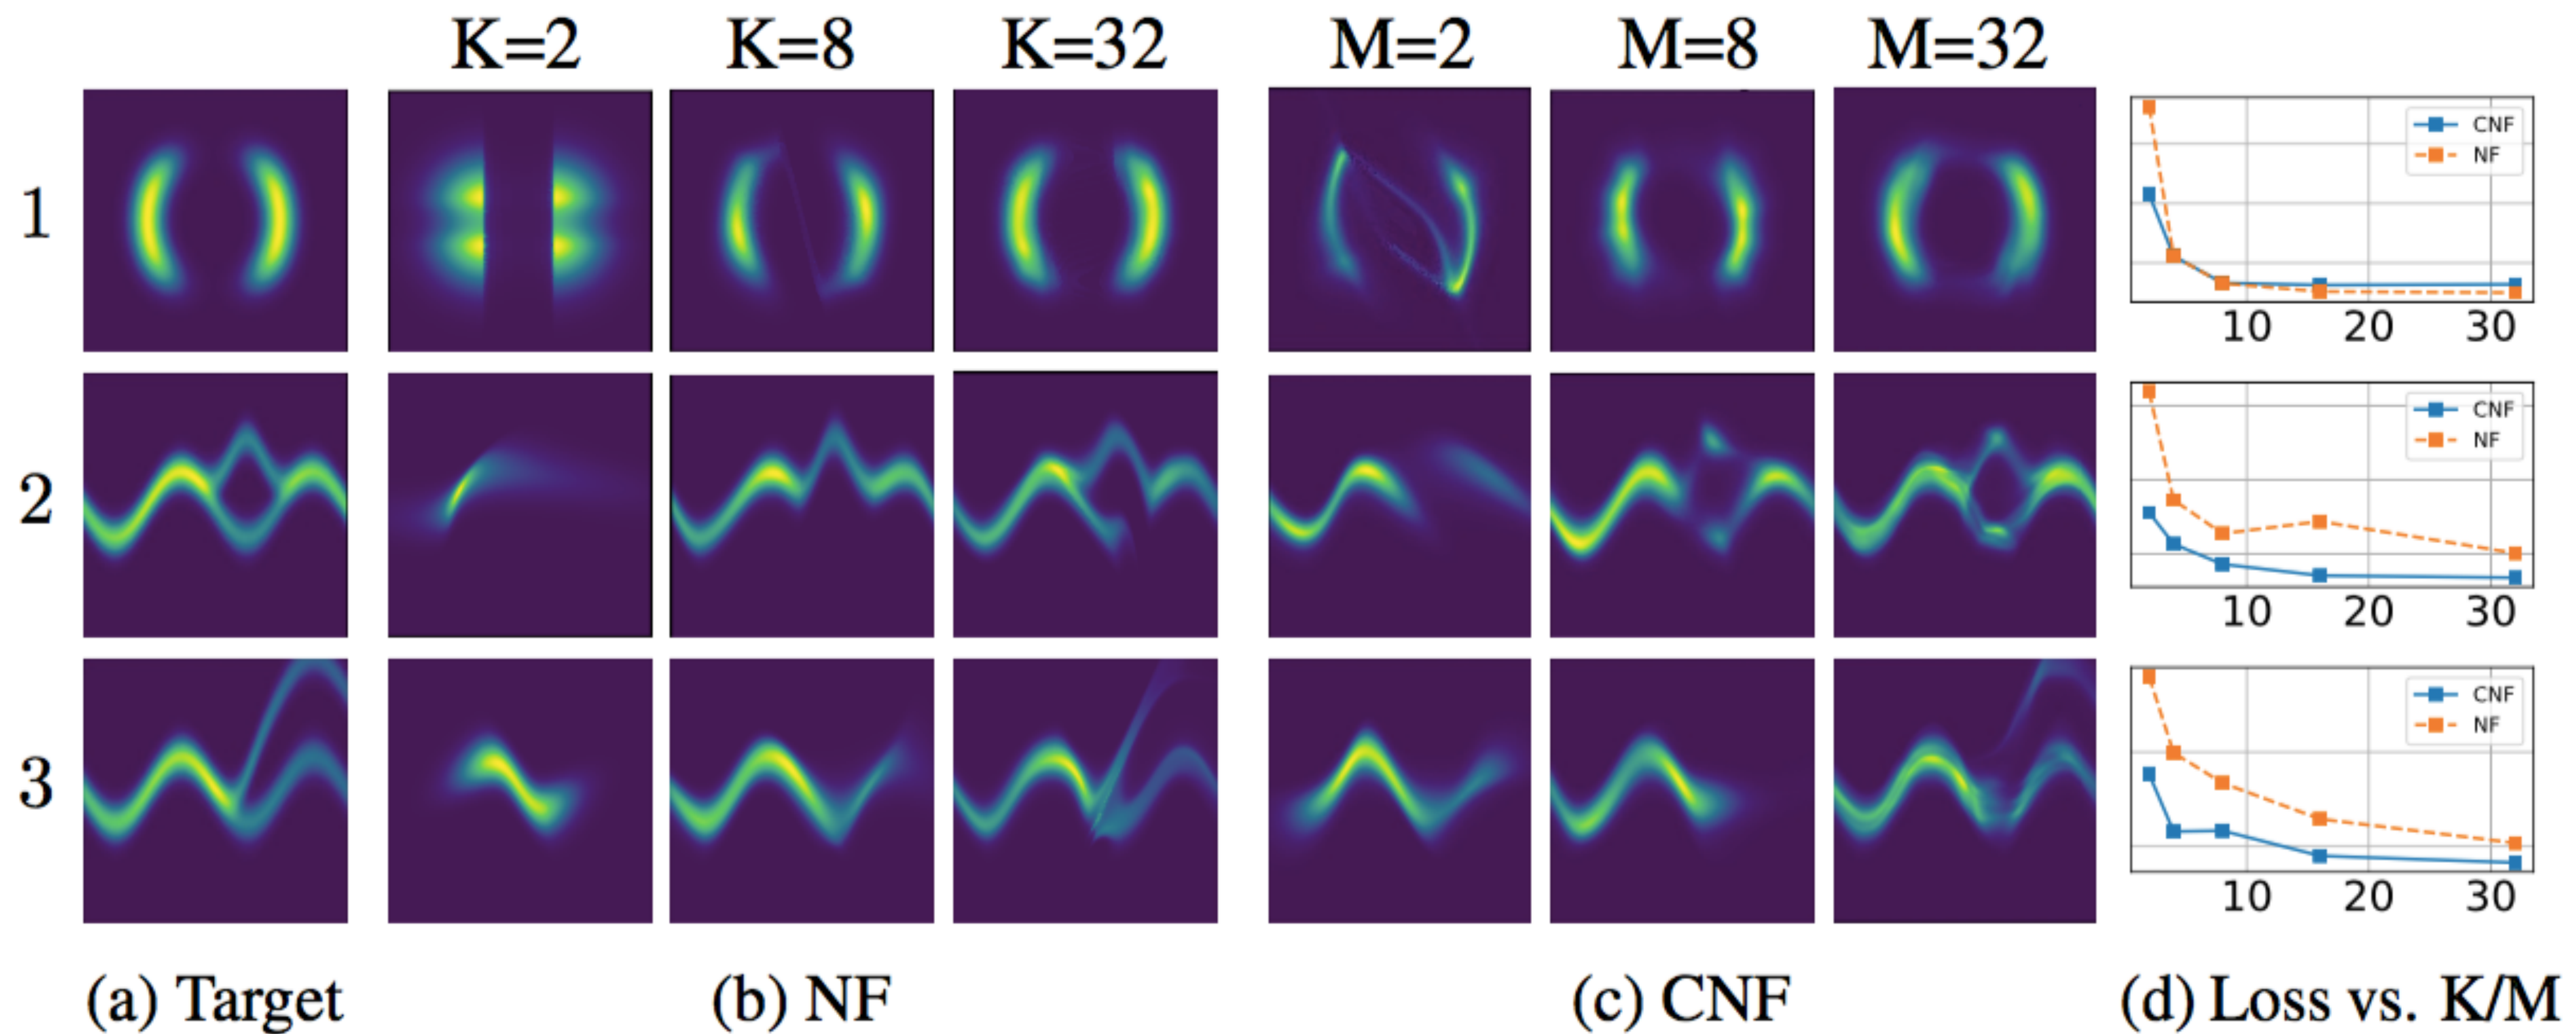 K=2 K=8 K=32 M=2 M=8 M=32
1
CNF
NF
10 20 30
2
CNF
NF
10 20 30
3
CNF
NF
10 20 30
(a) Target (b) NF (c) CNF (d) Loss vs. K/M